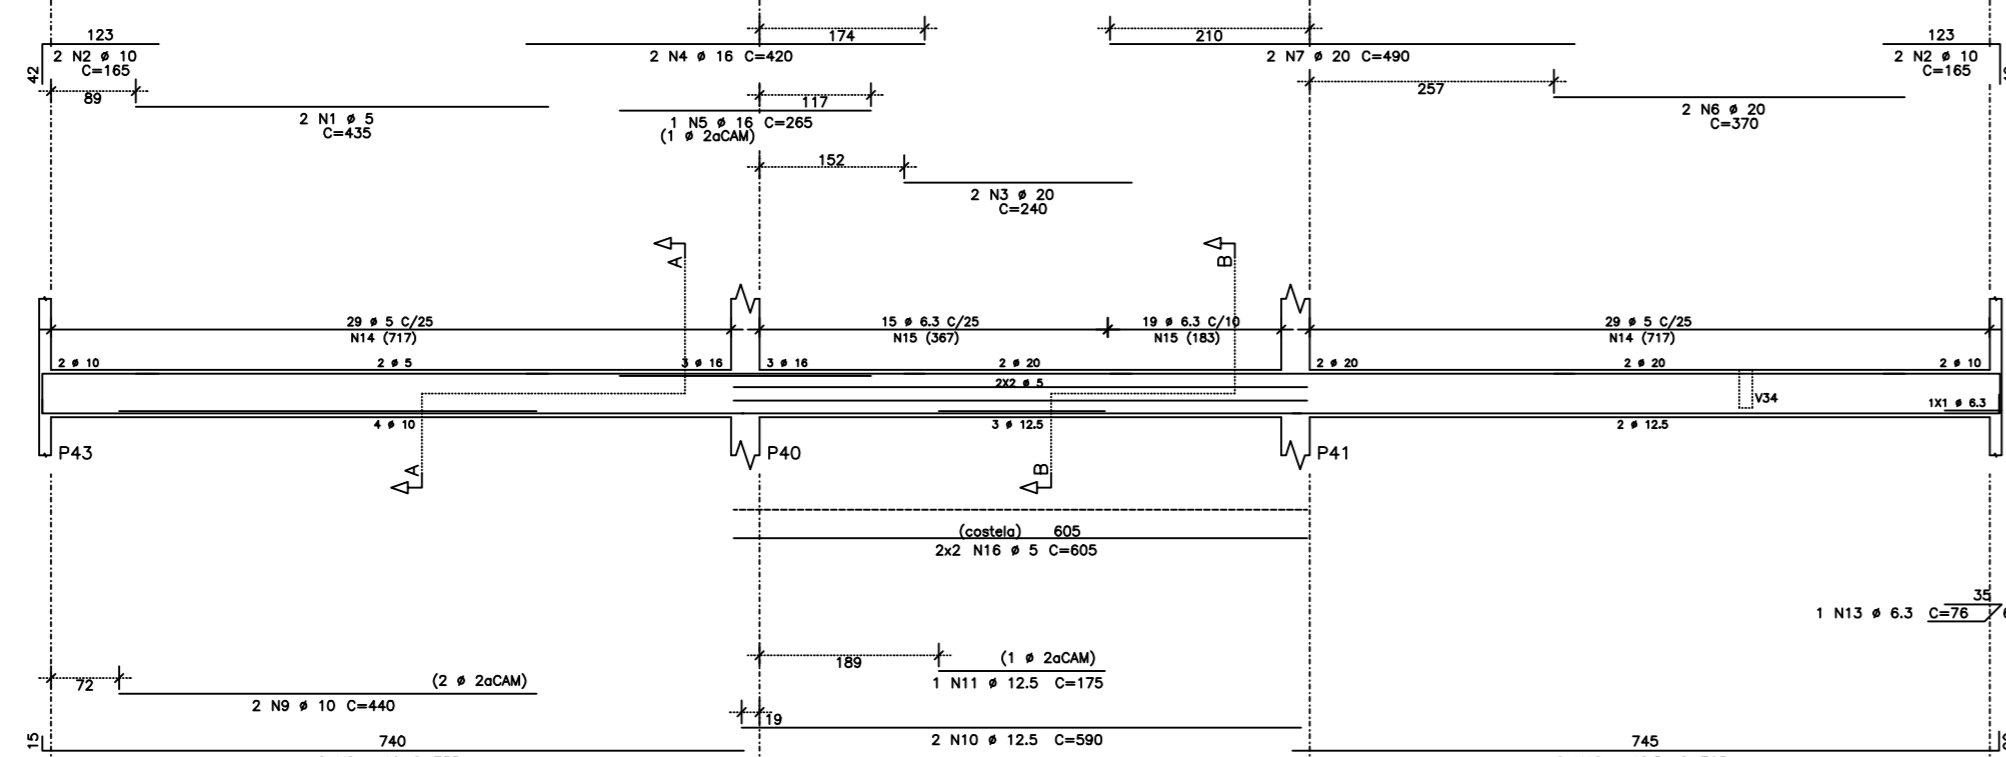 123
2 N2 ø 10
C=165
42
89
2 N1 ø 5
C=435
174
2 N4 ø 16 C=420
117
1 N5 ø 16 C=265
(1 ø 2aCAM)
152
2 N3 ø 20
C=240
210
2 N7 ø 20 C=490
257
2 N6 ø 20
C=370
123
2 N2 ø 10
C=165
A
B
29 ø 5 C/25
N14 (717)
15 ø 6.3 C/25
N15 (367)
19 ø 6.3 C/10
N15 (183)
29 ø 5 C/25
N14 (717)
2 ø 10
2 ø 5
3 ø 16
3 ø 16
2 ø 20
2 ø 20
2 ø 20
2 ø 10
2X2 ø 5
V34
1X1 ø 6.3
4 ø 10
3 ø 12.5
2 ø 12.5
P43
P40
P41
A
B
(costela) 605
2x2 N16 ø 5 C=605
35
1 N13 ø 6.3 C=76
189
(1 ø 2aCAM)
1 N11 ø 12.5 C=175
72
(2 ø 2aCAM)
2 N9 ø 10 C=440
19
2 N10 ø 12.5 C=590
15
740
745